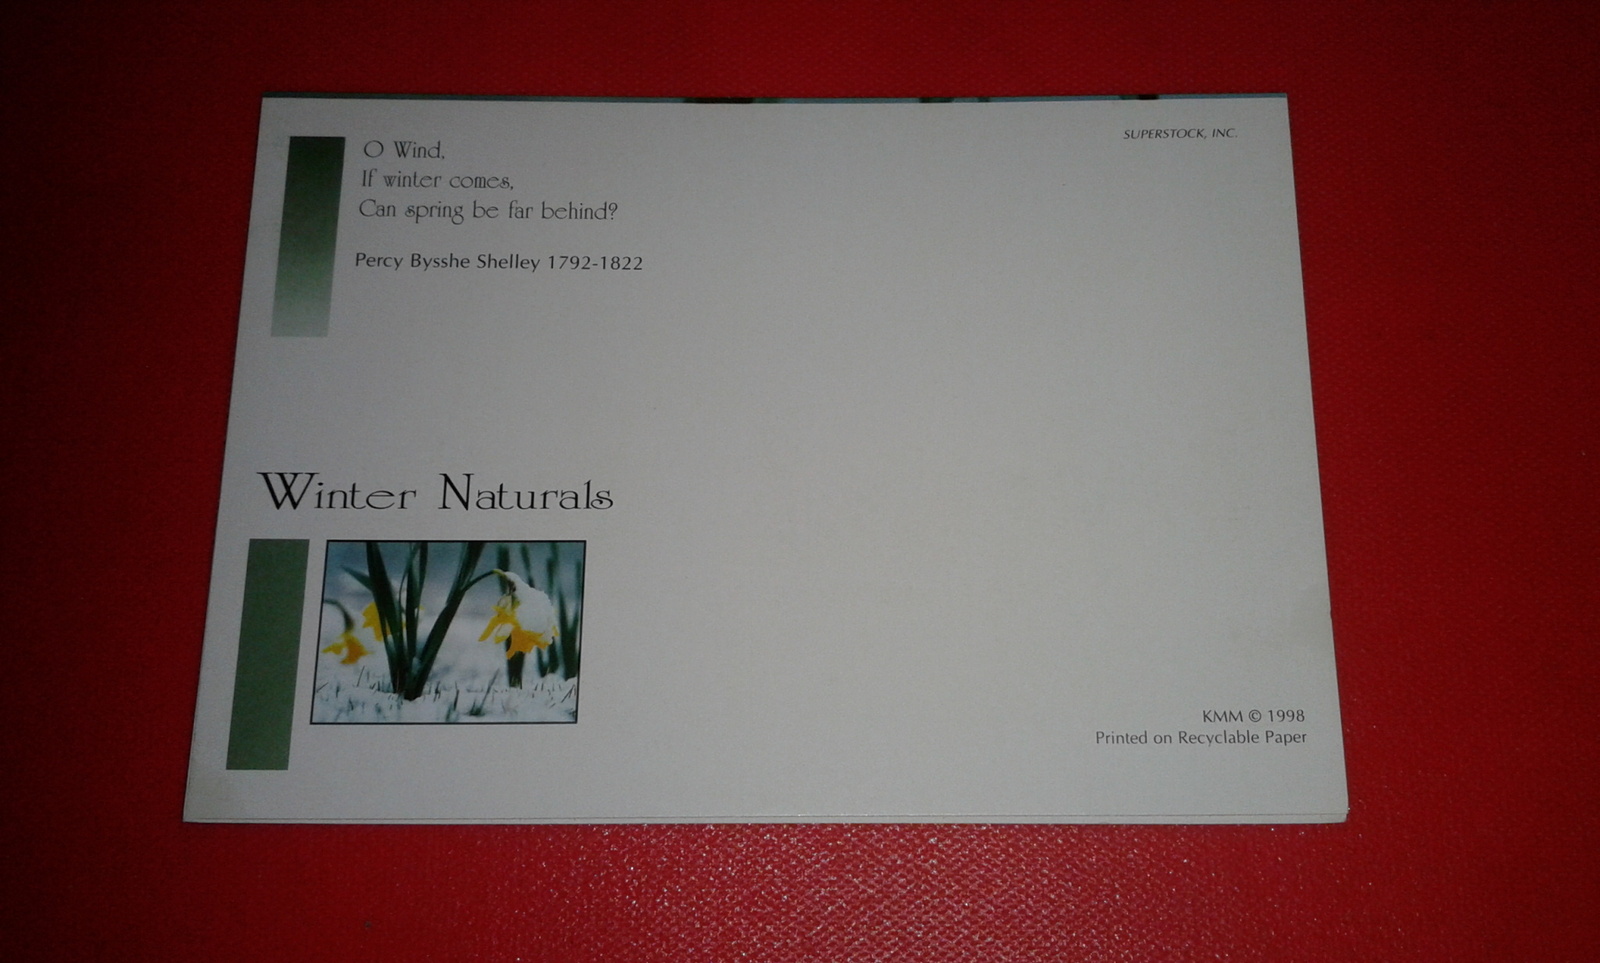 O Wind,
If winter comes,
Can spring be far behind?
Percy Bysshe Shelley 1792-1822
SUPERSTOCK, INC.
Winter Naturals
KMM © 1998
Printed on Recyclable Paper